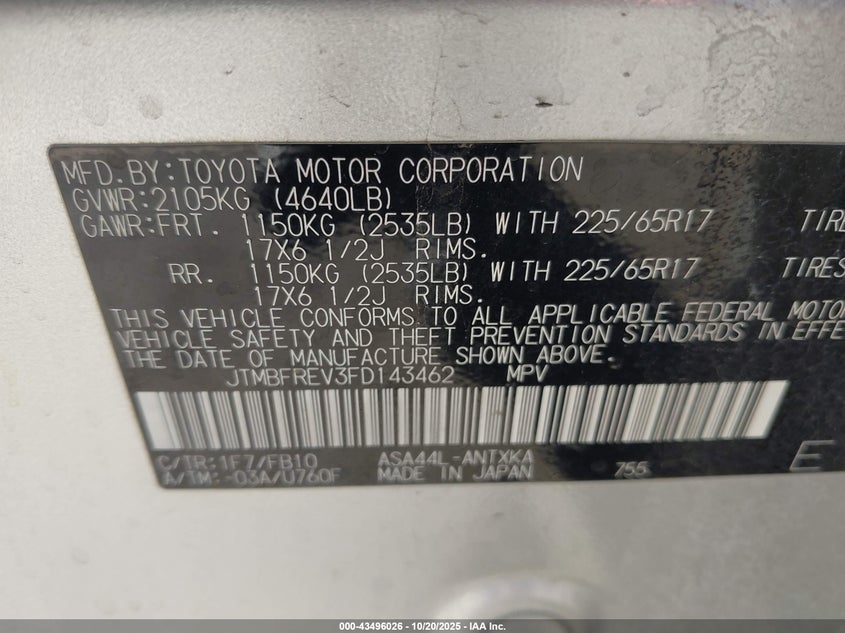 MFD.BY:TOYOTA MOTOR CORPORATION
GVWR:2105KG (4640LB)
GAWR:FRT. 1150KG (2535LB) WITH 225/65R17 TIRE
17X6 1/2J RIMS.
RR. 1150KG (2535LB) WITH 225/65R17 TIRES
17X6 1/2J RIMS.
THIS VEHICLE CONFORMS TO ALL APPLICABLE FEDERAL MOTOR
VEHICLE SAFETY AND THEFT PREVENTION STANDARDS IN EFFE
THE DATE OF MANUFACTURE SHOWN ABOVE.
JTMBFREV3FD143462 MPV
C/TR:1F7/FB10 ASA44L-ANTXKA 755 E
A/TM:-03A/U760F MADE IN JAPAN
000-43496026 | 10/20/2025 | IAA Inc.